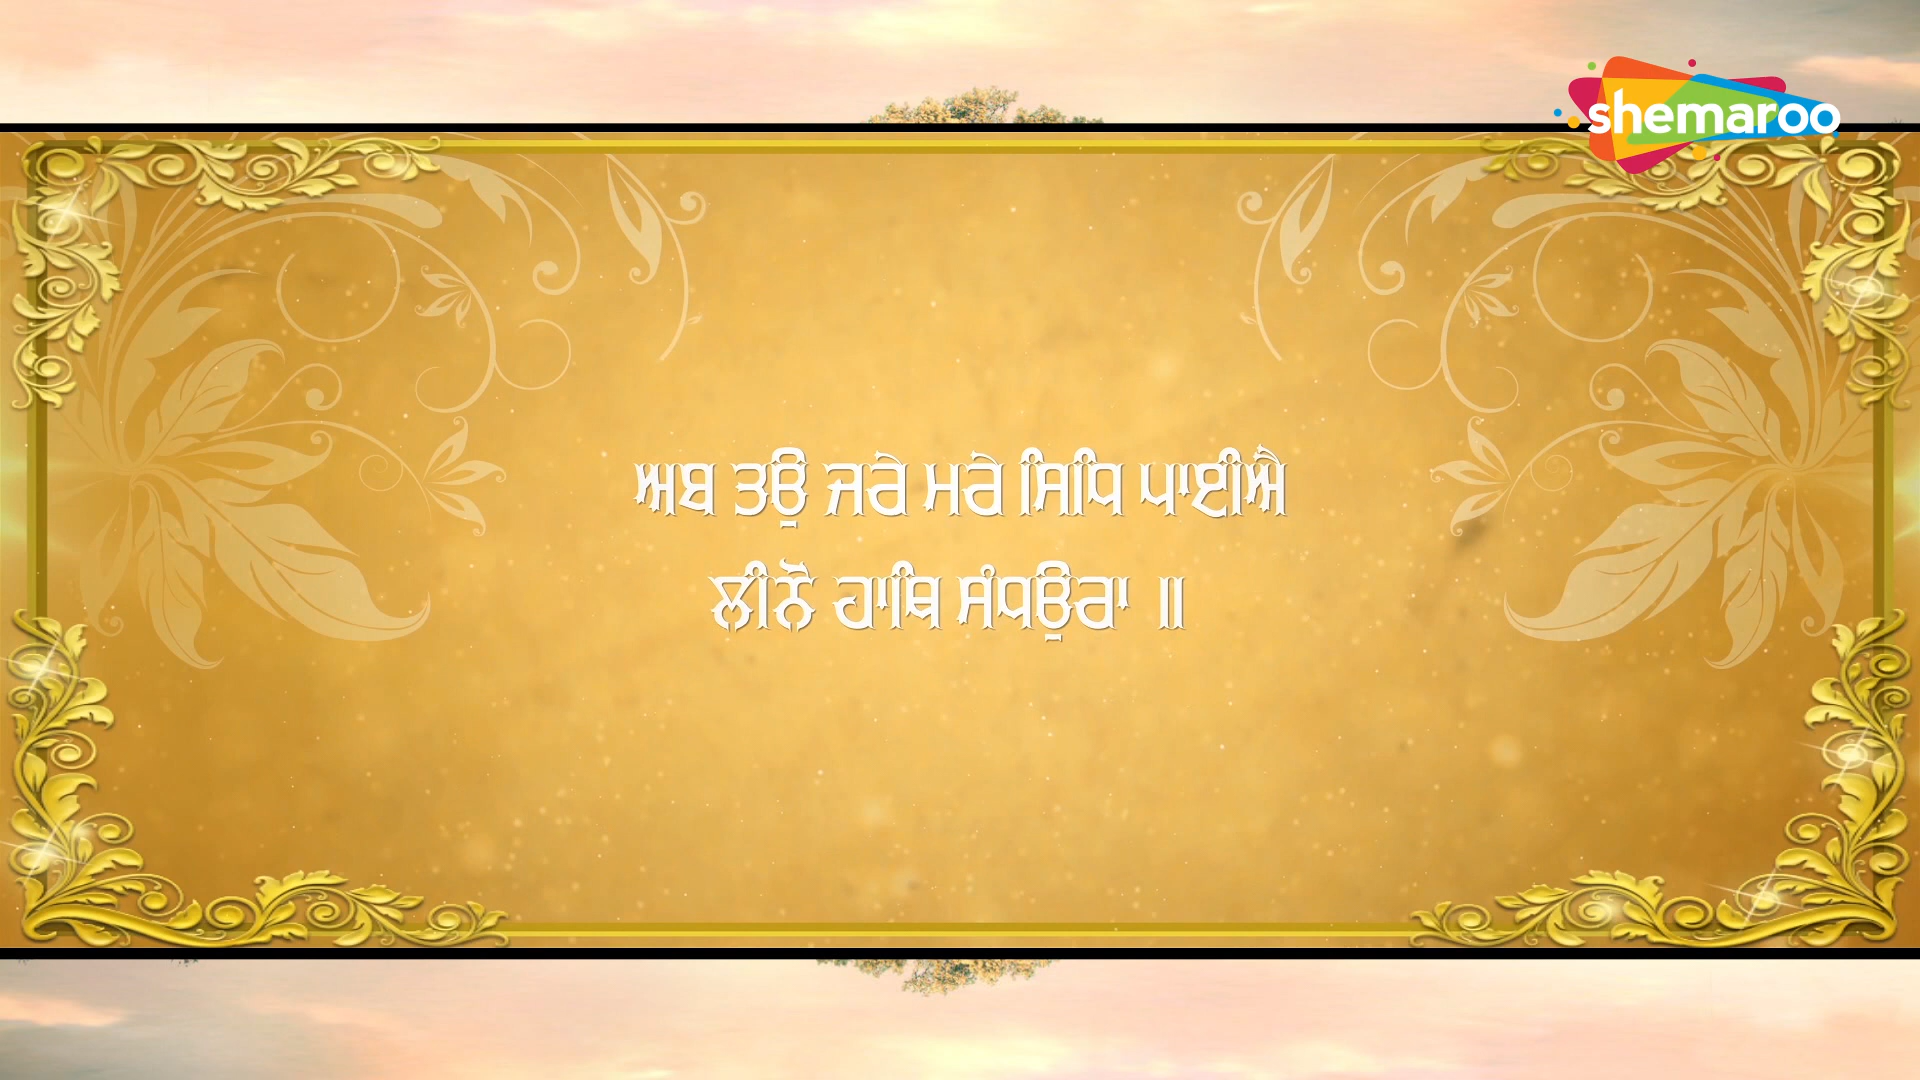 shemaroo
ਅਬ ਤਉ ਜਰੇ ਮਰੇ ਸਿਧਿ ਪਾਈਐ
ਲੀਨੋ ਹਾਥਿ ਸੰਧਉਰਾ ॥